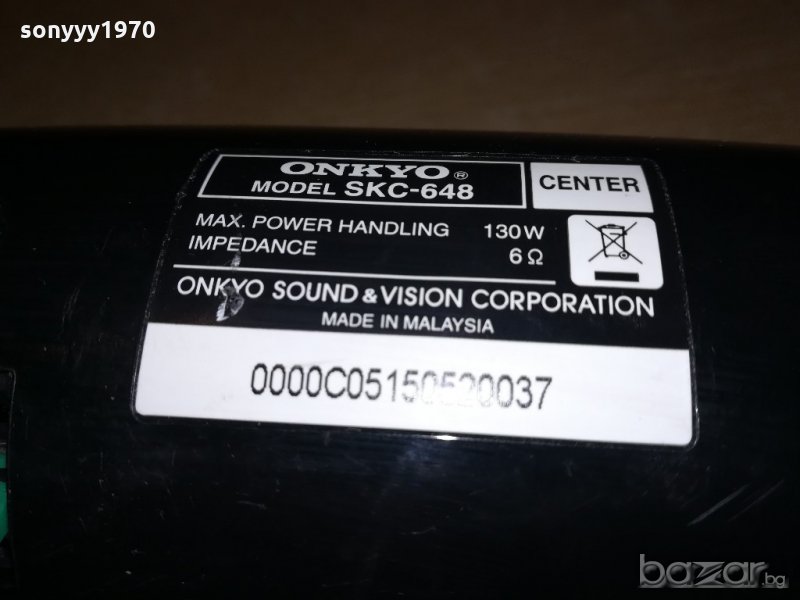 sonyyy1970
ONKYO®
MODEL SKC-648
CENTER
MAX. POWER HANDLING 130W
IMPEDANCE 6Ω
ONKYO SOUND & VISION CORPORATION
MADE IN MALAYSIA
0000C05150520037
bazar.bg